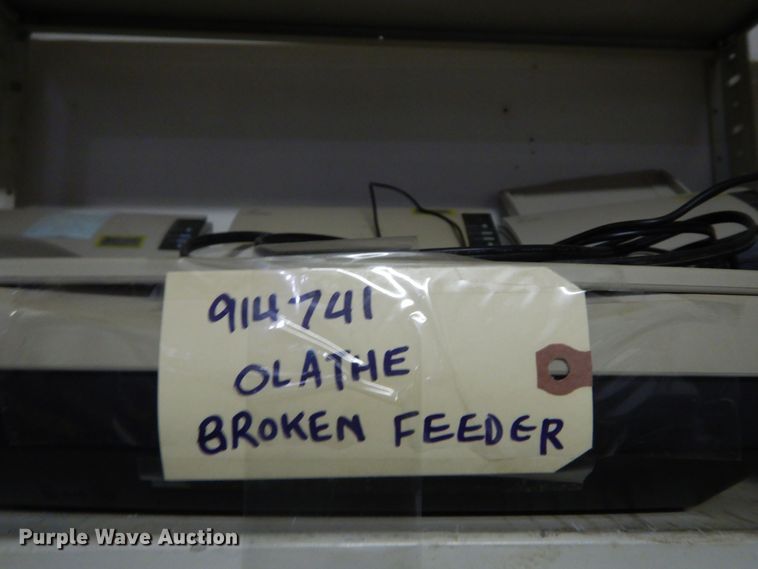 914741
OLATHE
BROKEN FEEDER
Purple Wave Auction